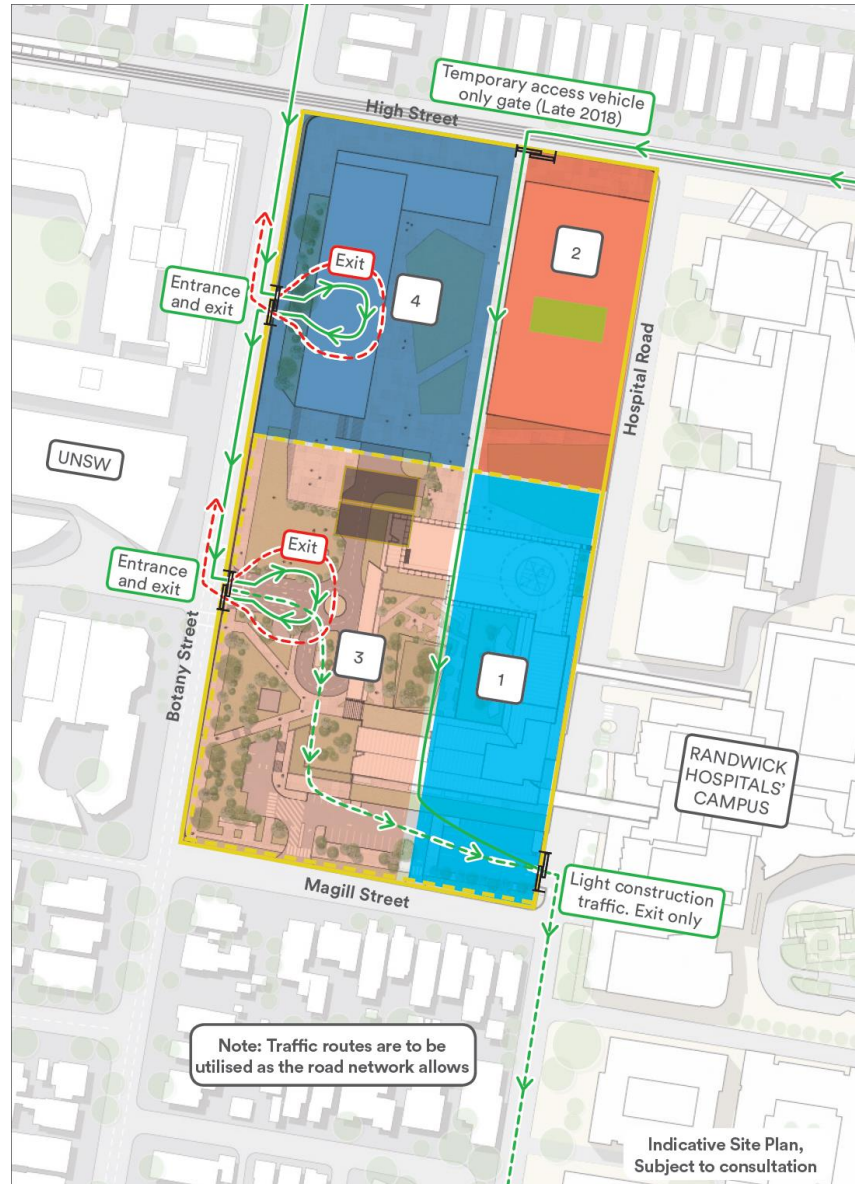 Temporary access vehicle
only gate (Late 2018)
High Street
2
Exit
4
Entrance
and exit
Hospital Road
UNSW
Exit
Entrance
and exit
3
1
Botany Street
RANDWICK
HOSPITALS'
CAMPUS
Light construction
traffic. Exit only
Magill Street
Note: Traffic routes are to be
utilised as the road network allows
Indicative Site Plan,
Subject to consultation